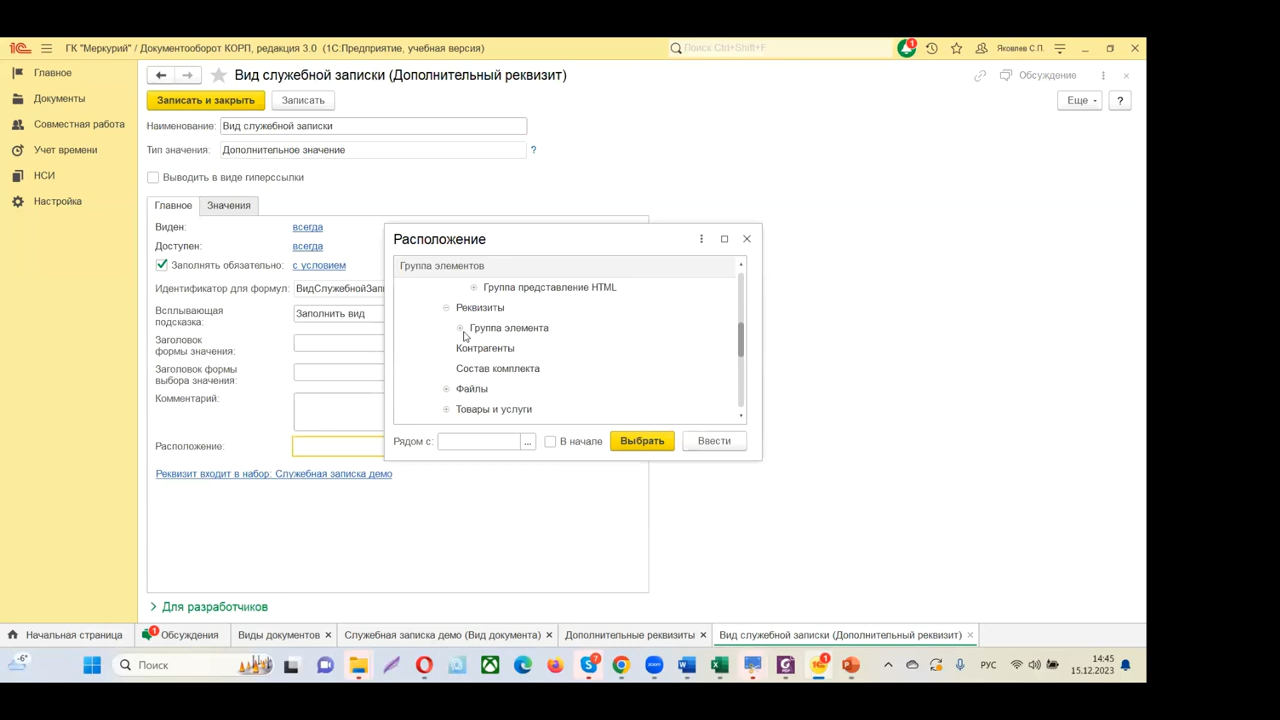 ГК "Меркурий" / Документооборот КОРП, редакция 3.0 (1С:Предприятие, учебная версия)
Поиск Ctrl+Shift+F
1
Яковлев С.П.
Главное
Документы
Совместная работа
Учет времени
НСИ
Настройка
Вид служебной записки (Дополнительный реквизит)
Обсуждение
Записать и закрыть
Записать
Еще
?
Наименование:
Вид служебной записки
Тип значения:
Дополнительное значение
?
Выводить в виде гиперссылки
Главное
Значения
Виден:
всегда
Доступен:
всегда
Заполнять обязательно:
с условием
Идентификатор для формул:
ВидСлужебнойЗапи
Всплывающая подсказка:
Заполнить вид
Заголовок формы значения:
Заголовок формы выбора значения:
Комментарий:
Расположение:
Реквизит входит в набор: Служебная записка демо
Расположение
Группа элементов
Группа представление HTML
Реквизиты
Группа элемента
Контрагенты
Состав комплекта
Файлы
Товары и услуги
Рядом с:
...
В начале
Выбрать
Ввести
Для разработчиков
Начальная страница
1
Обсуждения
Виды документов
Служебная записка демо (Вид документа)
Дополнительные реквизиты
Вид служебной записки (Дополнительный реквизит)
-6°
Поиск
7
1
РУС
14:45
15.12.2023